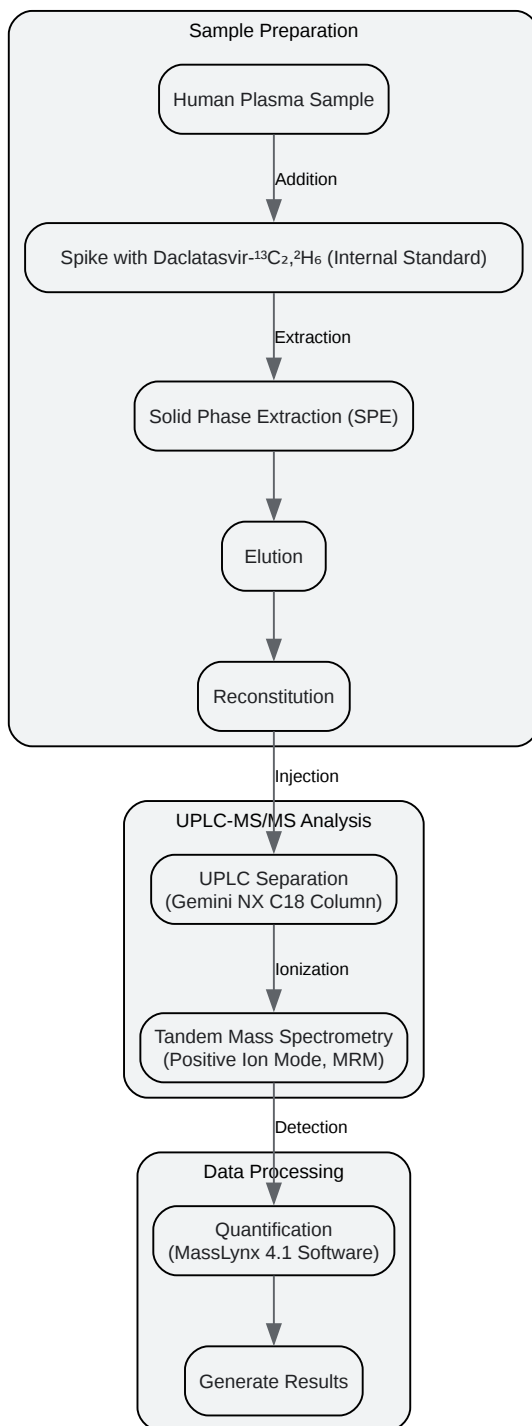 Sample Preparation
Human Plasma Sample
Addition
Spike with Daclatasvir-¹³C₂,²H₆ (Internal Standard)
Extraction
Solid Phase Extraction (SPE)
Elution
Reconstitution
Injection
UPLC-MS/MS Analysis
UPLC Separation
(Gemini NX C18 Column)
Ionization
Tandem Mass Spectrometry
(Positive Ion Mode, MRM)
Detection
Data Processing
Quantification
(MassLynx 4.1 Software)
Generate Results